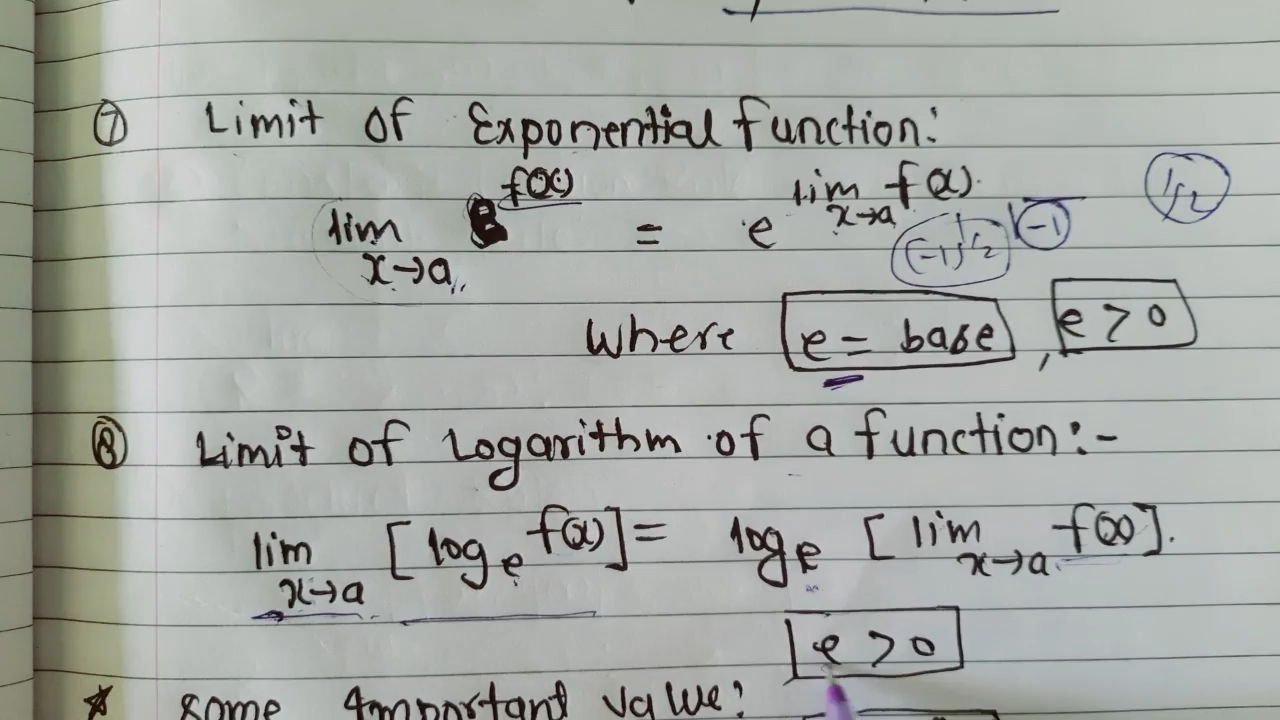 ⑦ Limit of Exponential function:
lim x→a e^f(x) = e^lim x→a f(x).
(-1)^1/2 √-1 1/2
Where e = base, e > 0
⑧ Limit of Logarithm of a function:-
lim x→a [log_e f(x)] = log_e [lim x→a f(x)].
e > 0
* Some Important value: